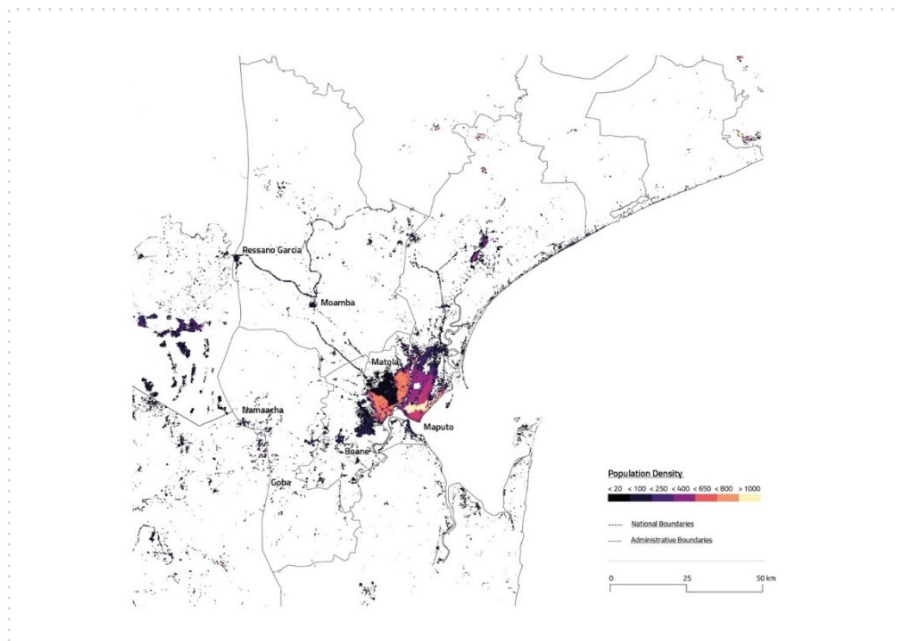 Ressano Garcia
Moamba
Matola
Namaacha
Maputo
Boane
Goba
Population Density
< 20 < 100 < 250 < 400 < 650 < 800 > 1000
National Boundaries
Administrative Boundaries
0 25 50 km